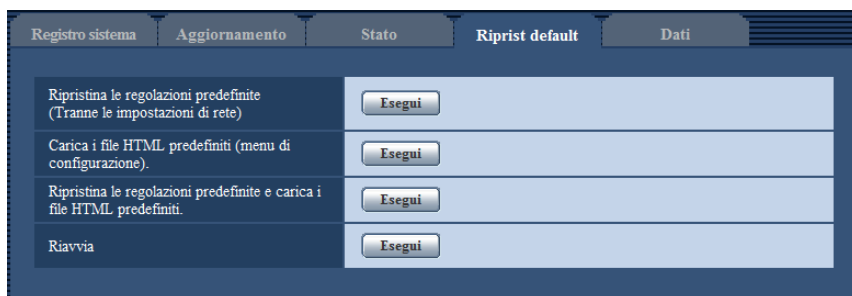 Registro sistema
Aggiornamento
Stato
Riprist default
Dati
Ripristina le regolazioni predefinite
(Tranne le impostazioni di rete)
Esegui
Carica i file HTML predefiniti (menu di
configurazione).
Esegui
Ripristina le regolazioni predefinite e carica i
file HTML predefiniti.
Esegui
Riavvia
Esegui